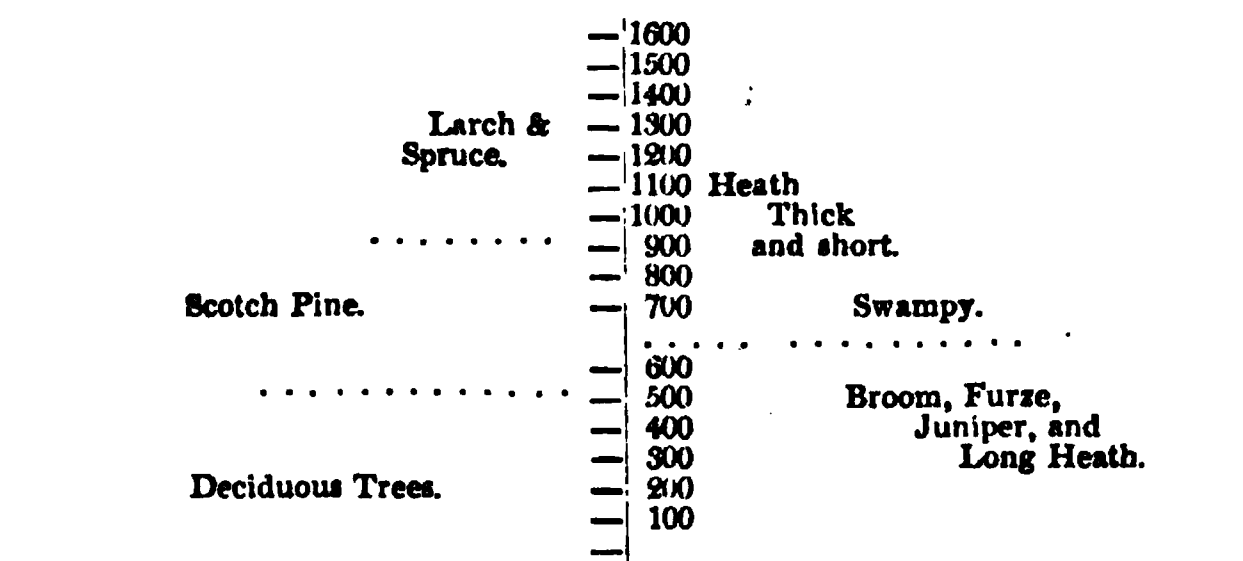 1600
1500
1400
Larch & 1300
Spruce. 1200
1100 Heath
1000 Thick
900 and short.
800
Scotch Pine. 700 Swampy.
600
500 Broom, Furze,
400 Juniper, and
300 Long Heath.
Deciduous Trees. 200
100